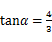 tanα = 4/3